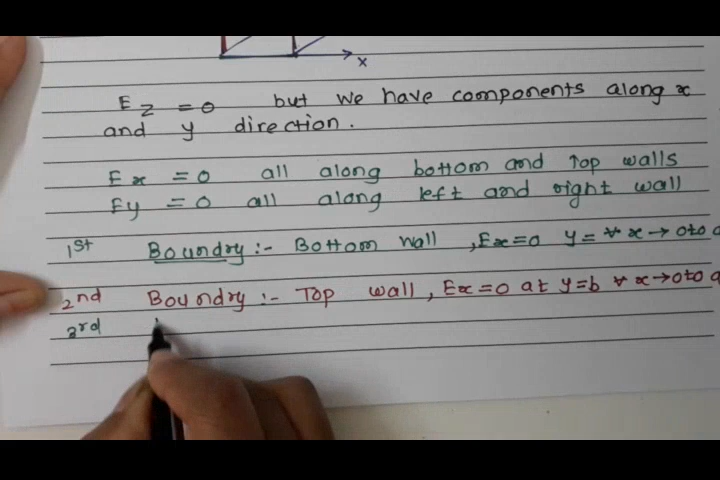 x
Ez = 0 but we have components along x
and y direction.
Ex = 0 all along bottom and Top walls
Ey = 0 all along left and right wall
1st Boundry :- Bottom wall , Ex=0 y= ∀ x → 0 to a
2nd Boundry :- Top wall , Ex=0 at y=b ∀ x→0 to a
3rd